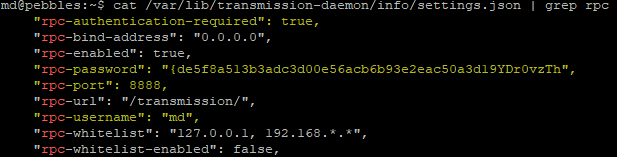 md@pebbles:~$ cat /var/lib/transmission-daemon/info/settings.json | grep rpc
"rpc-authentication-required": true,
"rpc-bind-address": "0.0.0.0",
"rpc-enabled": true,
"rpc-password": "{de5f8a513b3adc3d00e56acb6b93e2eac50a3d19YDr0vzTh",
"rpc-port": 8888,
"rpc-url": "/transmission/",
"rpc-username": "md",
"rpc-whitelist": "127.0.0.1, 192.168.*.*",
"rpc-whitelist-enabled": false,